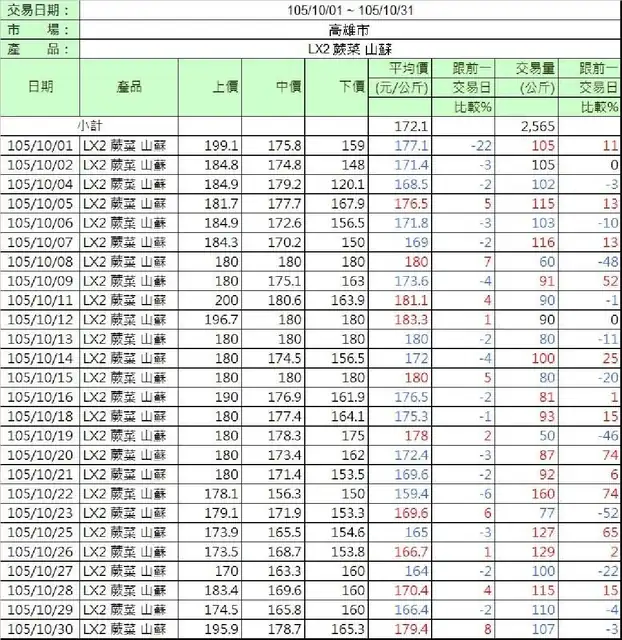 交易日期： 105/10/01 ~ 105/10/31
市 場： 高雄市
產 品： LX2 蕨菜 山蘇
日期 產品 上價 中價 下價 平均價 (元/公斤) 跟前一 交易日 比較% 交易量 (公斤) 跟前一 交易日 比較%
小計 172.1 2,565
105/10/01 LX2 蕨菜 山蘇 199.1 175.8 159 177.1 -22 105 11
105/10/02 LX2 蕨菜 山蘇 184.8 174.8 148 171.4 -3 105 0
105/10/04 LX2 蕨菜 山蘇 184.9 179.2 120.1 168.5 -2 102 -3
105/10/05 LX2 蕨菜 山蘇 181.7 177.7 167.9 176.5 5 115 13
105/10/06 LX2 蕨菜 山蘇 184.9 172.6 156.5 171.8 -3 103 -10
105/10/07 LX2 蕨菜 山蘇 184.3 170.2 150 169 -2 116 13
105/10/08 LX2 蕨菜 山蘇 180 180 180 180 7 60 -48
105/10/09 LX2 蕨菜 山蘇 180 175.1 163 173.6 -4 91 52
105/10/11 LX2 蕨菜 山蘇 200 180.6 163.9 181.1 4 90 -1
105/10/12 LX2 蕨菜 山蘇 196.7 180 180 183.3 1 90 0
105/10/13 LX2 蕨菜 山蘇 180 180 180 180 -2 80 -11
105/10/14 LX2 蕨菜 山蘇 180 174.5 156.5 172 -4 100 25
105/10/15 LX2 蕨菜 山蘇 180 180 180 180 5 80 -20
105/10/16 LX2 蕨菜 山蘇 190 176.9 161.9 176.5 -2 81 1
105/10/18 LX2 蕨菜 山蘇 180 177.4 164.1 175.3 -1 93 15
105/10/19 LX2 蕨菜 山蘇 180 178.3 175 178 2 50 -46
105/10/20 LX2 蕨菜 山蘇 180 173.4 162 172.4 -3 87 74
105/10/21 LX2 蕨菜 山蘇 180 171.4 153.5 169.6 -2 92 6
105/10/22 LX2 蕨菜 山蘇 178.1 156.3 150 159.4 -6 160 74
105/10/23 LX2 蕨菜 山蘇 179.1 171.9 153.3 169.6 6 77 -52
105/10/25 LX2 蕨菜 山蘇 173.9 165.5 154.6 165 -3 127 65
105/10/26 LX2 蕨菜 山蘇 173.5 168.7 153.8 166.7 1 129 2
105/10/27 LX2 蕨菜 山蘇 170 163.3 160 164 -2 100 -22
105/10/28 LX2 蕨菜 山蘇 183.4 169.6 160 170.4 4 115 15
105/10/29 LX2 蕨菜 山蘇 174.5 165.8 160 166.4 -2 110 -4
105/10/30 LX2 蕨菜 山蘇 195.9 178.7 165.3 179.4 8 107 -3